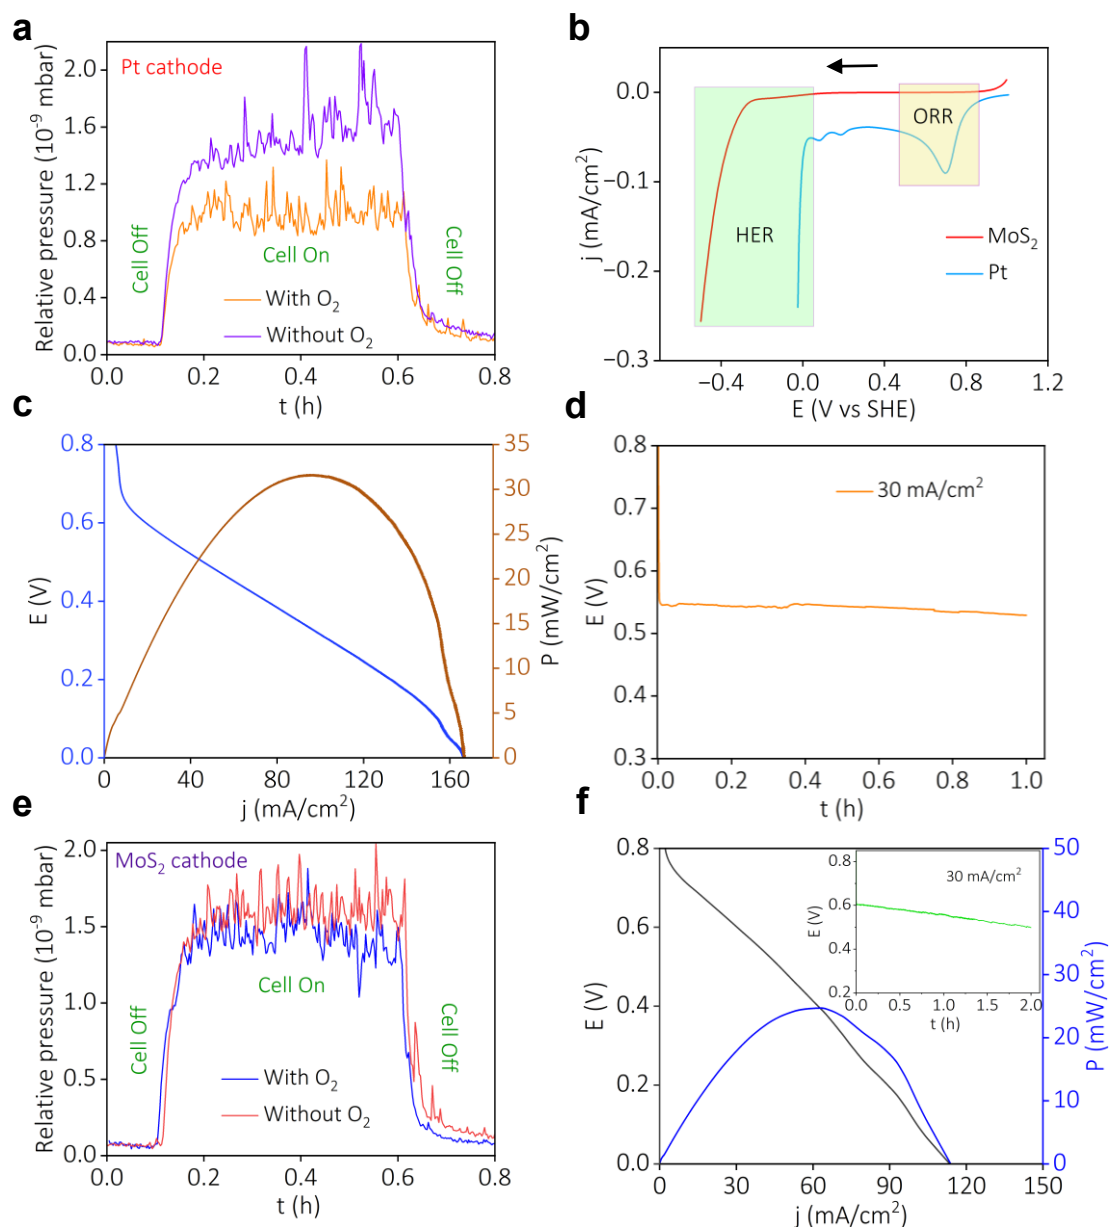 a
Pt cathode
Relative pressure (10⁻⁹ mbar)
2.0
1.6
1.2
0.8
0.4
0.0
Cell Off
Cell On
Cell Off
With O₂
Without O₂
0.0 0.2 0.4 0.6 0.8
t (h)
b
j (mA/cm²)
0.0
−0.1
−0.2
−0.3
ORR
HER
MoS₂
Pt
−0.4 0.0 0.4 0.8 1.2
E (V vs SHE)
c
E (V)
0.8
0.6
0.4
0.2
0.0
P (mW/cm²)
35
30
25
20
15
10
5
0
0 40 80 120 160
j (mA/cm²)
d
E (V)
0.8
0.7
0.6
0.5
0.4
0.3
30 mA/cm²
0.0 0.2 0.4 0.6 0.8 1.0
t (h)
e
MoS₂ cathode
Relative pressure (10⁻⁹ mbar)
2.0
1.5
1.0
0.5
0.0
Cell Off
Cell On
Cell Off
With O₂
Without O₂
0.0 0.2 0.4 0.6 0.8
t (h)
f
E (V)
0.8
0.6
0.4
0.2
0.0
P (mW/cm²)
50
40
30
20
10
0
30 mA/cm²
E (V)
0.8
0.6
0.4
0.2
0.0 0.5 1.0 1.5 2.0
t (h)
0 30 60 90 120 150
j (mA/cm²)